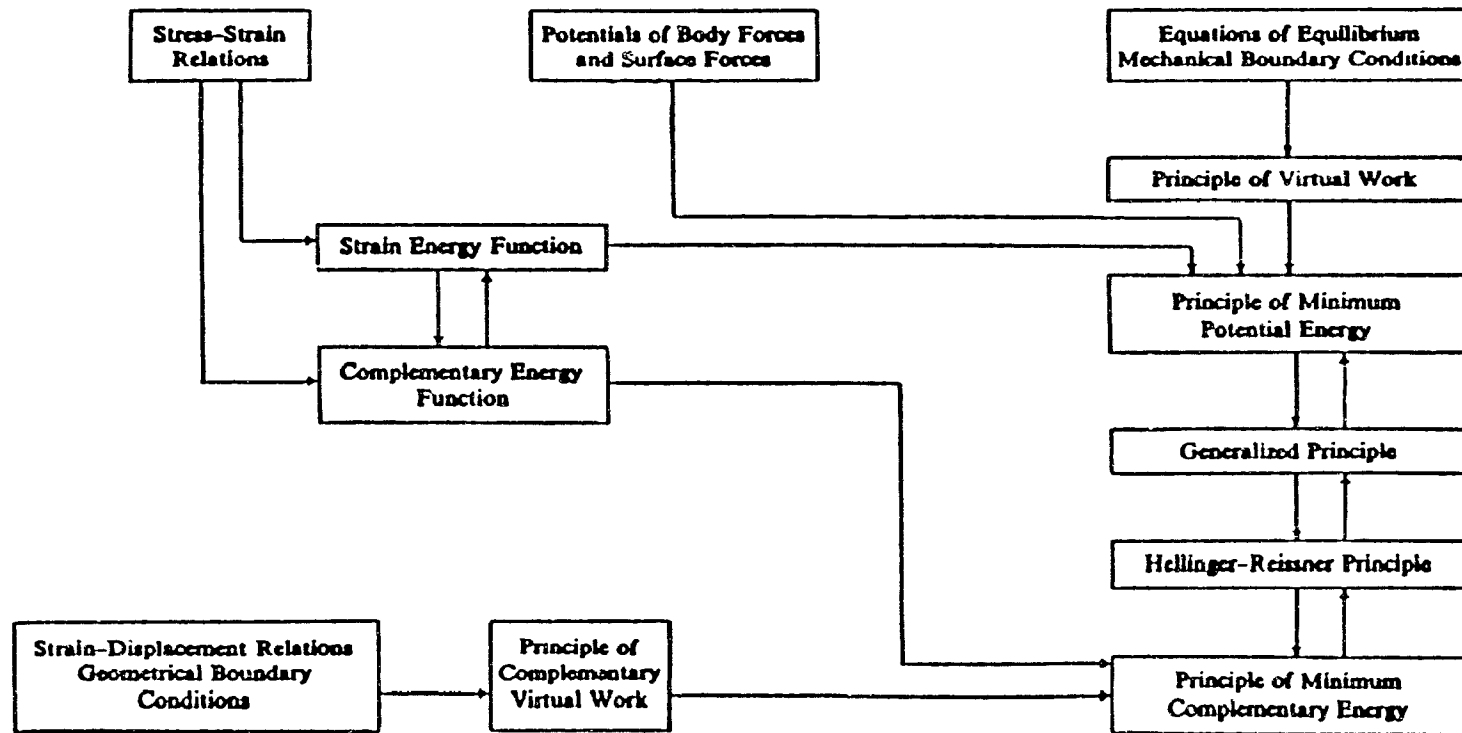 Stress-Strain
Relations
Potentials of Body Forces
and Surface Forces
Equations of Equilibrium
Mechanical Boundary Conditions
Principle of Virtual Work
Strain Energy Function
Principle of Minimum
Potential Energy
Complementary Energy
Function
Generalized Principle
Hellinger-Reissner Principle
Strain-Displacement Relations
Geometrical Boundary
Conditions
Principle of
Complementary
Virtual Work
Principle of Minimum
Complementary Energy